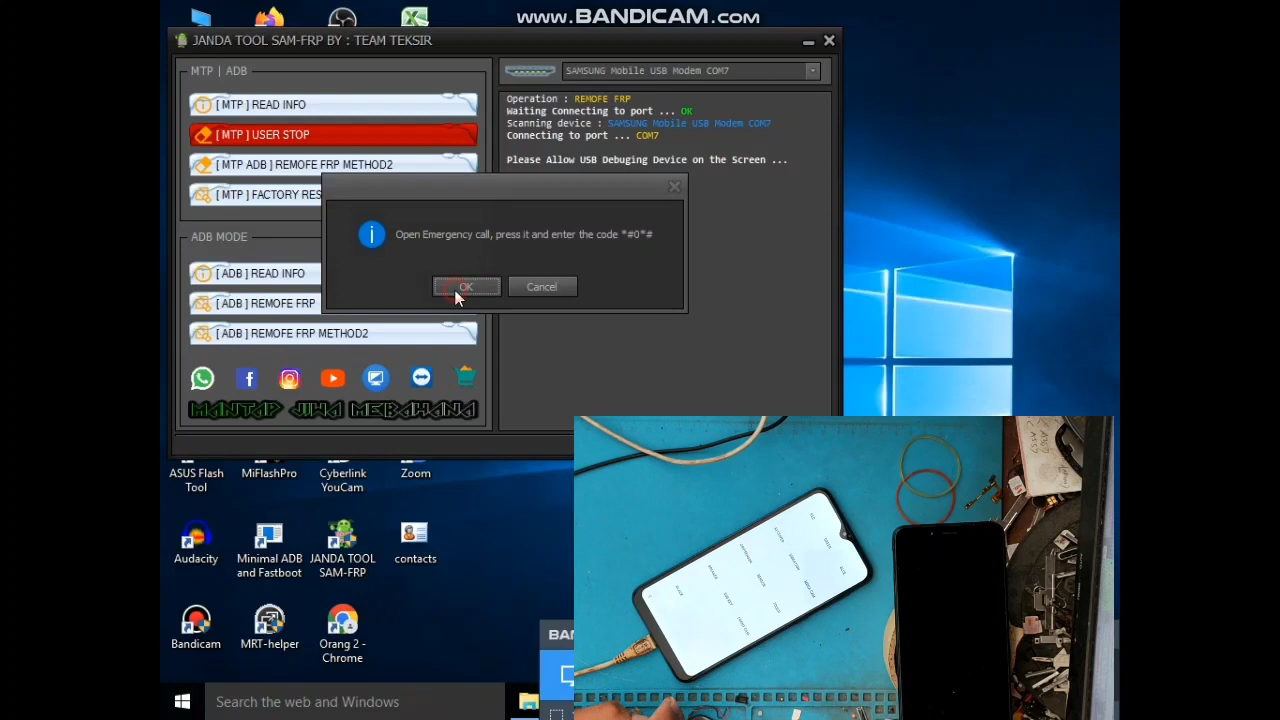 www.BANDICAM.com
JANDA TOOL SAM-FRP BY : TEAM TEKSIR
MTP | ADB
[ MTP ] READ INFO
[ MTP ] USER STOP
[ MTP ADB ] REMOFE FRP METHOD2
[ MTP ] FACTORY RES
ADB MODE
[ ADB ] READ INFO
[ ADB ] REMOFE FRP
[ ADB ] REMOFE FRP METHOD2
MANTAP JIWA MEBAHANA
SAMSUNG Mobile USB Modem COM7
Operation : REMOFE FRP
Waiting Connecting to port ... OK
Scanning device : SAMSUNG Mobile USB Modem COM7
Connecting to port ... COM7
Please Allow USB Debuging Device on the Screen ...
Open Emergency call, press it and enter the code *#0*#
OK
Cancel
ASUS Flash
Tool
MiFlashPro
Cyberlink
YouCam
Zoom
Audacity
Minimal ADB
and Fastboot
JANDA TOOL
SAM-FRP
contacts
Bandicam
MRT-helper
Orang 2 -
Chrome
BAN
Search the web and Windows